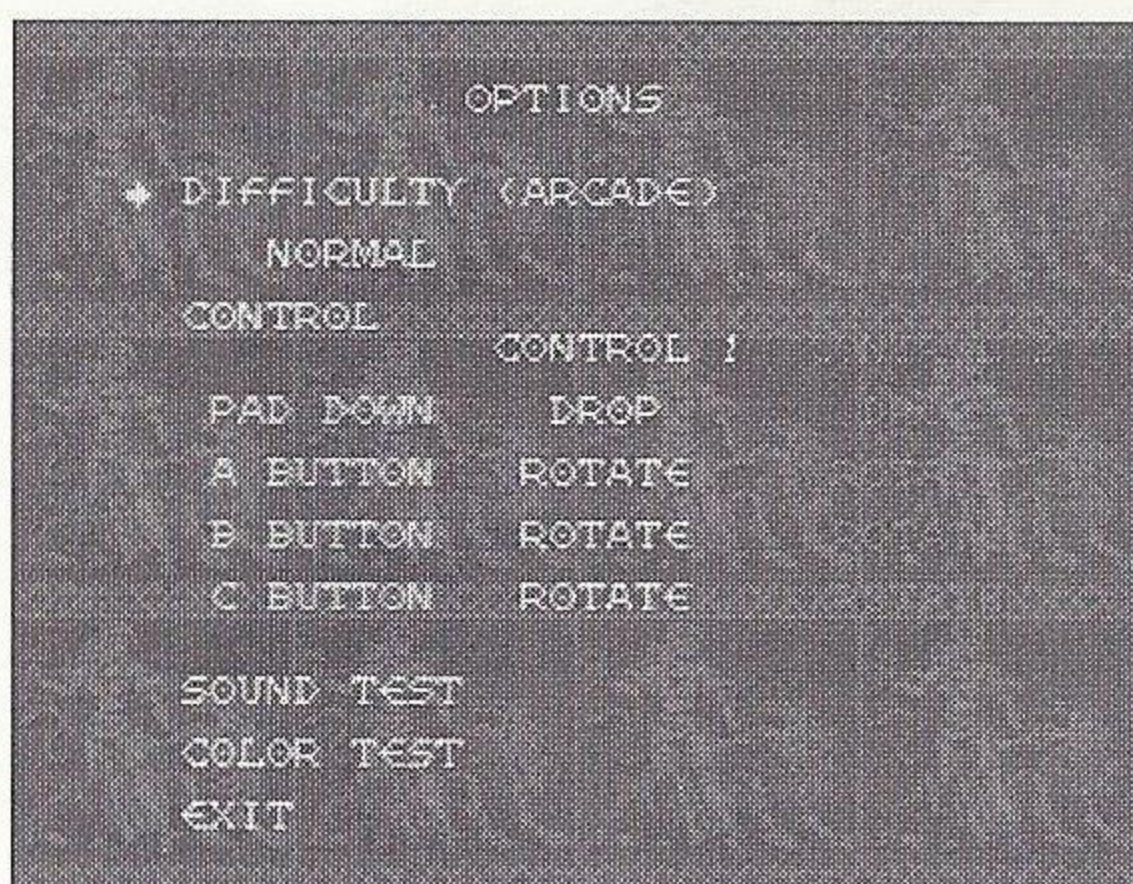 OPTIONS
DIFFICULTY (ARCADE)
NORMAL
CONTROL
CONTROL 1
PAD DOWN DROP
A BUTTON ROTATE
B BUTTON ROTATE
C BUTTON ROTATE
SOUND TEST
COLOR TEST
EXIT